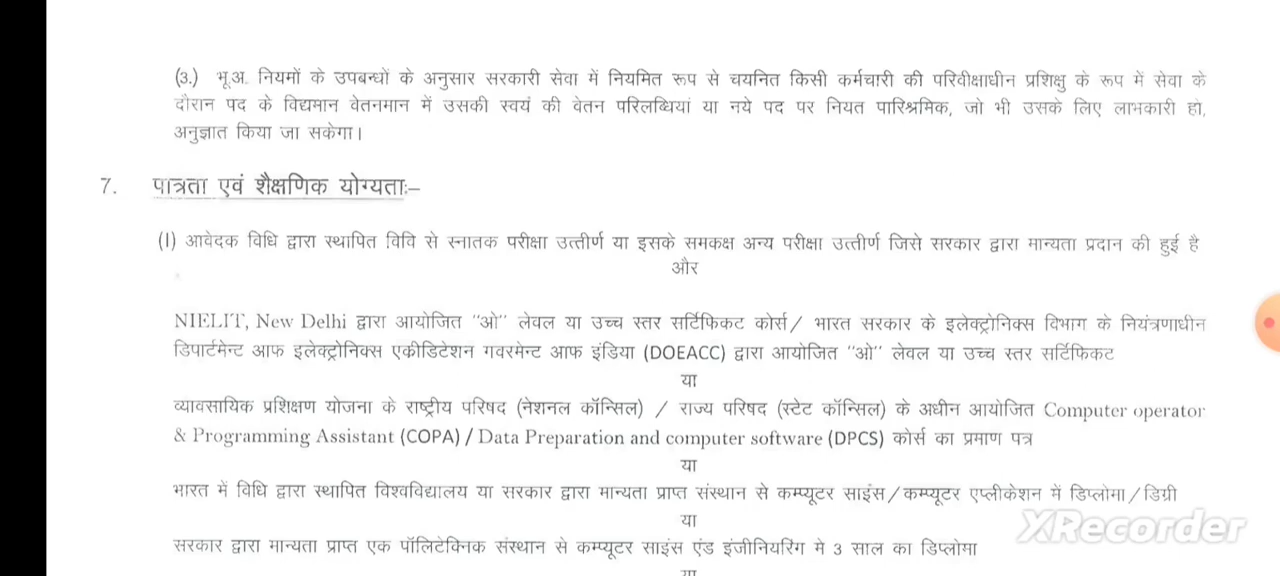 (3.) भू.अ. नियमों के उपबन्धों के अनुसार सरकारी सेवा में नियमित रूप से चयनित किसी कर्मचारी की परिवीक्षाधीन प्रशिक्षु के रूप में सेवा के
दौरान पद के विद्यमान वेतनमान में उसकी स्वयं की वेतन परिलब्धियां या नये पद पर नियत पारिश्रमिक, जो भी उसके लिए लाभकारी हो,
अनुज्ञात किया जा सकेगा।
7. पात्रता एवं शैक्षणिक योग्यताः–
(I) आवेदक विधि द्वारा स्थापित विवि से स्नातक परीक्षा उत्तीर्ण या इसके समकक्ष अन्य परीक्षा उत्तीर्ण जिसे सरकार द्वारा मान्यता प्रदान की हुई है
और
NIELIT, New Delhi द्वारा आयोजित "ओ" लेवल या उच्च स्तर सर्टिफिकट कोर्स/ भारत सरकार के इलेक्ट्रोनिक्स विभाग के नियंत्रणाधीन
डिपार्टमेन्ट आफ इलेक्ट्रोनिक्स एकीडिटेशन गवरमेन्ट आफ इंडिया (DOEACC) द्वारा आयोजित "ओ" लेवल या उच्च स्तर सर्टिफिकट
या
व्यावसायिक प्रशिक्षण योजना के राष्ट्रीय परिषद (नेशनल कॉन्सिल) / राज्य परिषद (स्टेट कॉन्सिल) के अधीन आयोजित Computer operator
& Programming Assistant (COPA) / Data Preparation and computer software (DPCS) कोर्स का प्रमाण पत्र
या
भारत में विधि द्वारा स्थापित विश्वविद्यालय या सरकार द्वारा मान्यता प्राप्त संस्थान से कम्प्यूटर साइंस/कम्प्यूटर एप्लीकेशन में डिप्लोमा/डिग्री
या
सरकार द्वारा मान्यता प्राप्त एक पॉलिटेक्निक संस्थान से कम्प्यूटर साइंस एंड इंजीनियरिंग मे 3 साल का डिप्लोमा
या
XRecorder